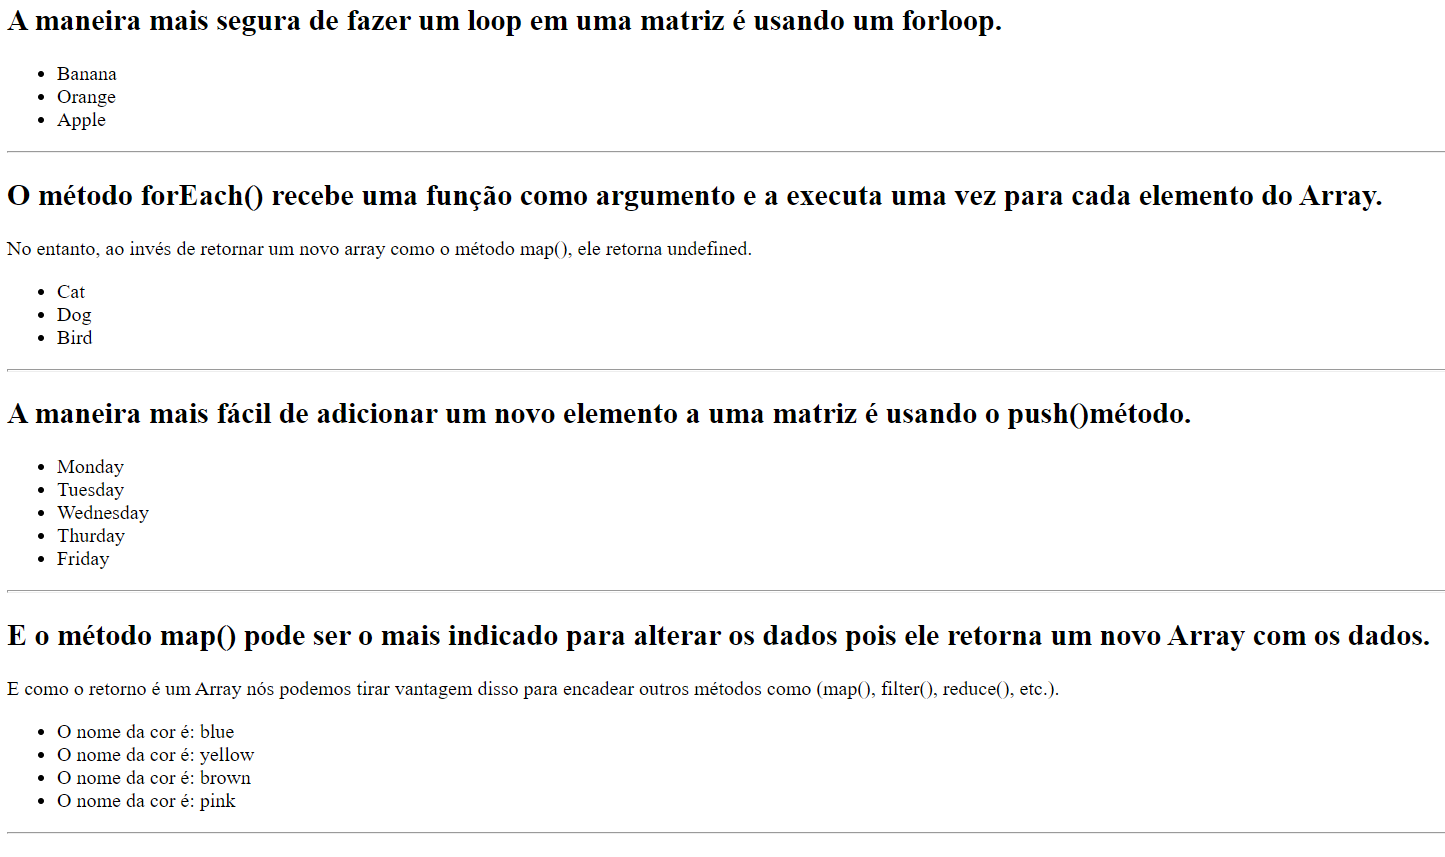 A maneira mais segura de fazer um loop em uma matriz é usando um forloop.
Banana
Orange
Apple
O método forEach() recebe uma função como argumento e a executa uma vez para cada elemento do Array.
No entanto, ao invés de retornar um novo array como o método map(), ele retorna undefined.
Cat
Dog
Bird
A maneira mais fácil de adicionar um novo elemento a uma matriz é usando o push()método.
Monday
Tuesday
Wednesday
Thurday
Friday
E o método map() pode ser o mais indicado para alterar os dados pois ele retorna um novo Array com os dados.
E como o retorno é um Array nós podemos tirar vantagem disso para encadear outros métodos como (map(), filter(), reduce(), etc.).
O nome da cor é: blue
O nome da cor é: yellow
O nome da cor é: brown
O nome da cor é: pink